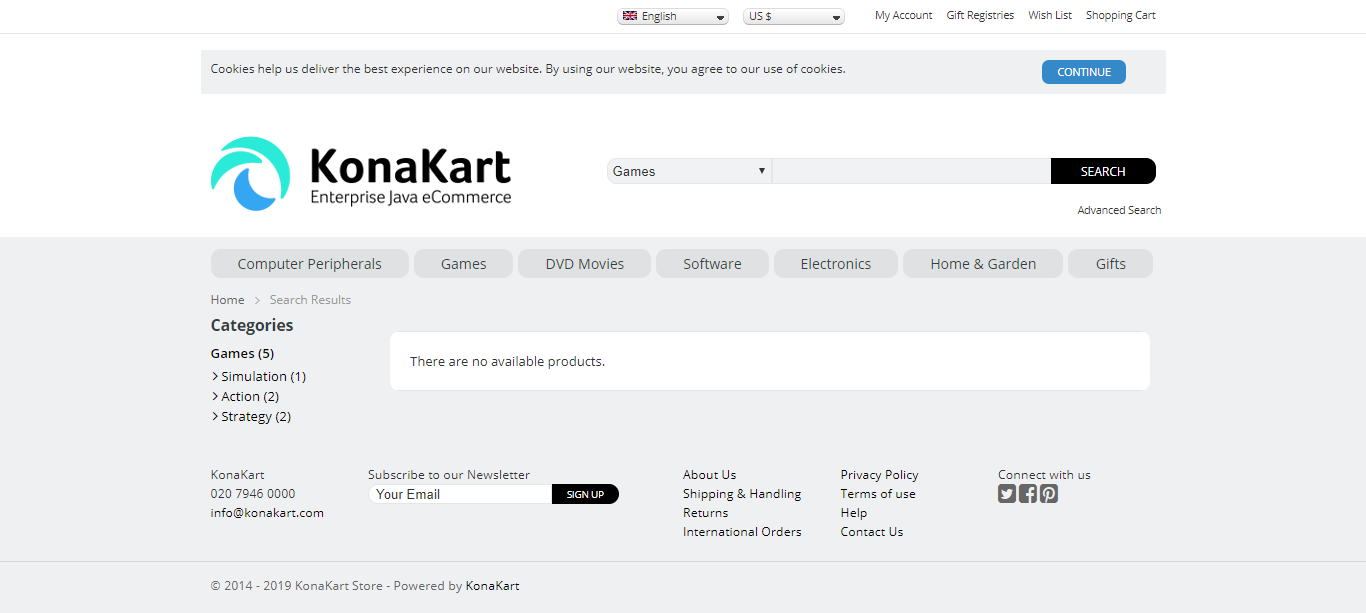 English US $ My Account Gift Registries Wish List Shopping Cart
Cookies help us deliver the best experience on our website. By using our website, you agree to our use of cookies. CONTINUE
KonaKart
Enterprise Java eCommerce
Games SEARCH
Advanced Search
Computer Peripherals Games DVD Movies Software Electronics Home & Garden Gifts
Home > Search Results
Categories
Games (5)
> Simulation (1)
> Action (2)
> Strategy (2)
There are no available products.
KonaKart
020 7946 0000
info@konakart.com
Subscribe to our Newsletter
Your Email SIGN UP
About Us
Shipping & Handling
Returns
International Orders
Privacy Policy
Terms of use
Help
Contact Us
Connect with us
© 2014 - 2019 KonaKart Store - Powered by KonaKart